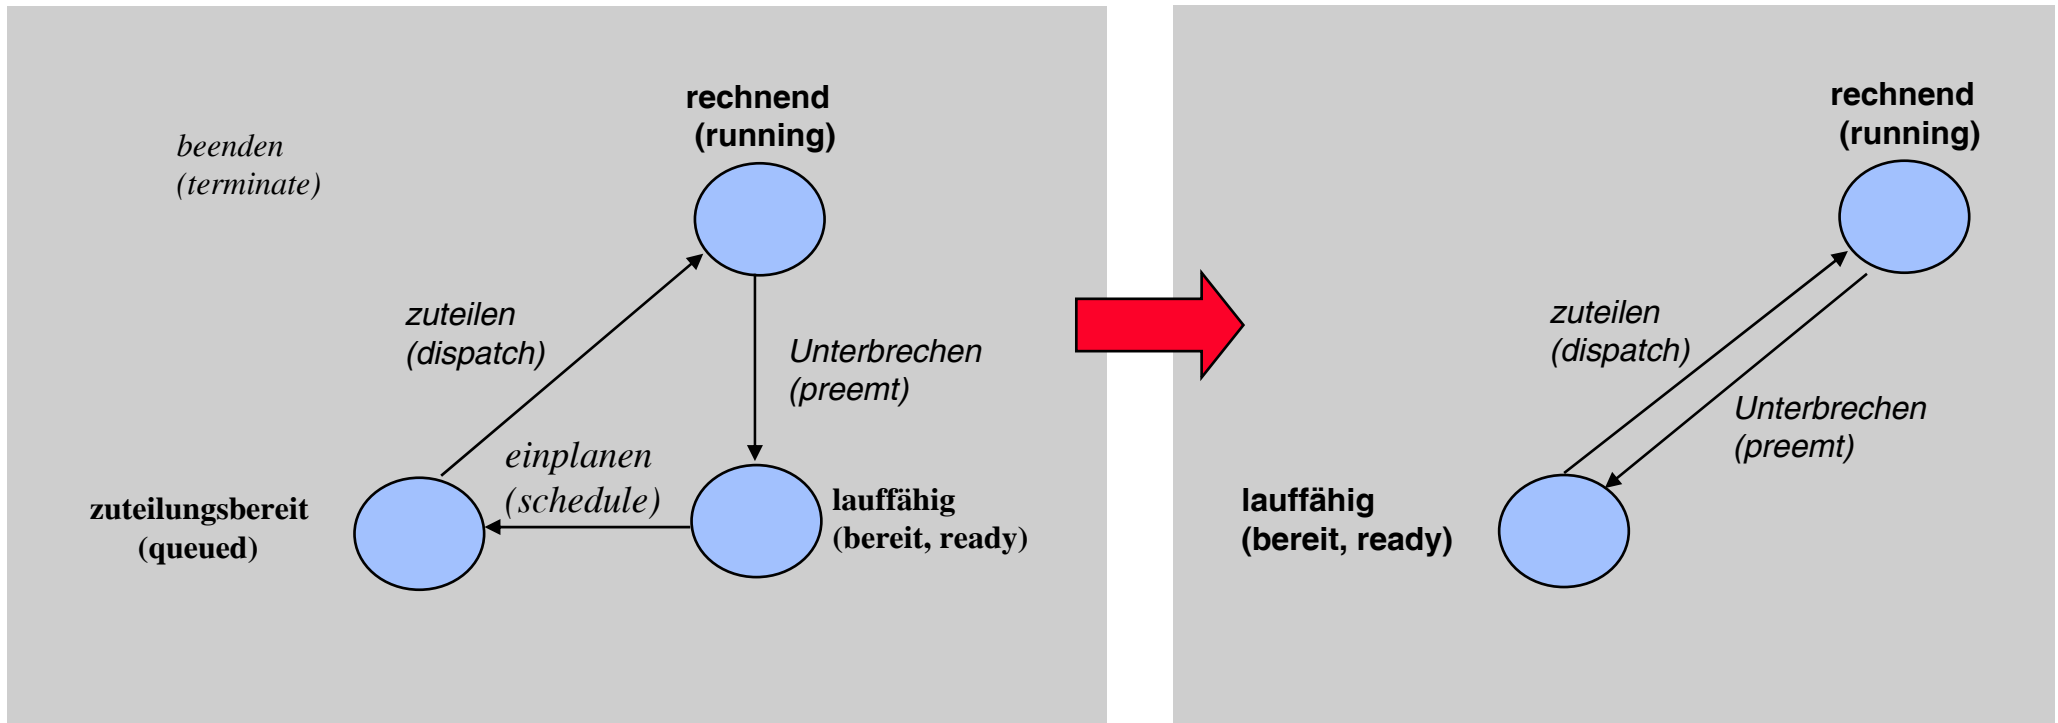 rechnend
(running)
beenden
(terminate)
zuteilen
(dispatch)
Unterbrechen
(preemt)
einplanen
(schedule)
zuteilungsbereit
(queued)
lauffähig
(bereit, ready)
rechnend
(running)
zuteilen
(dispatch)
Unterbrechen
(preemt)
lauffähig
(bereit, ready)